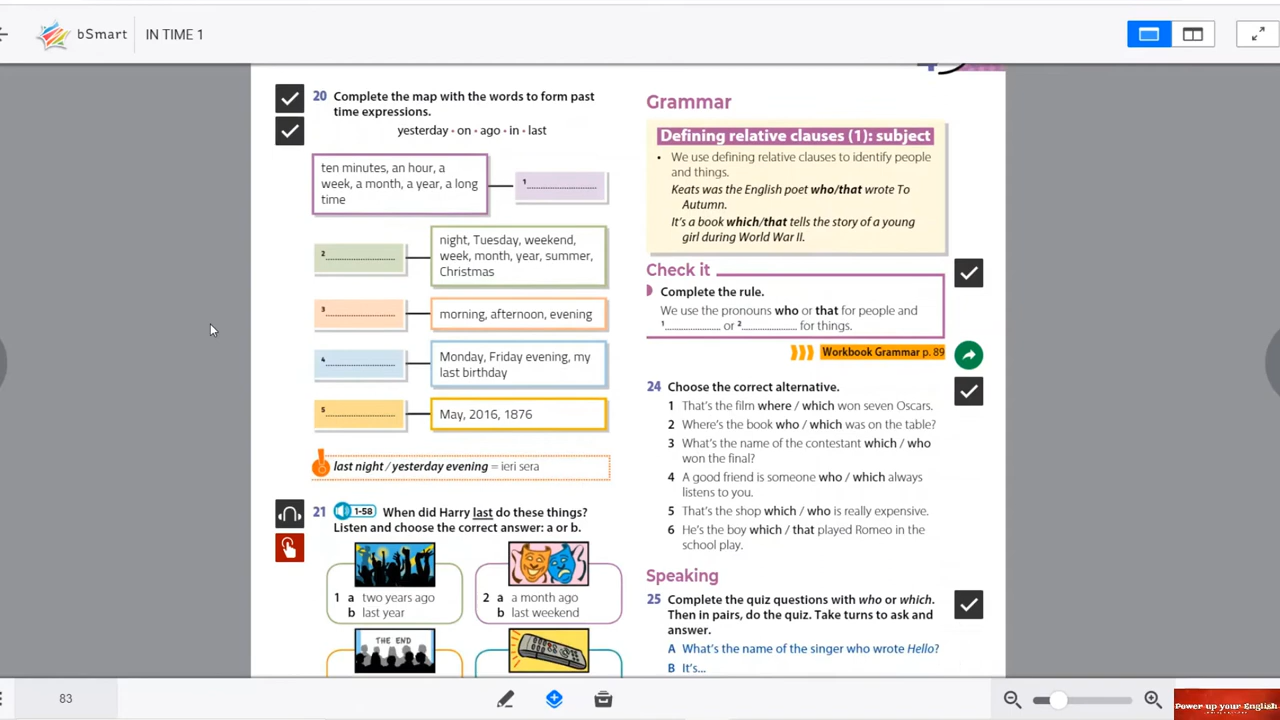 bSmart
IN TIME 1
20 Complete the map with the words to form past
time expressions.
yesterday • on • ago • in • last
ten minutes, an hour, a
week, a month, a year, a long
time
1
2
night, Tuesday, weekend,
week, month, year, summer,
Christmas
3
morning, afternoon, evening
4
Monday, Friday evening, my
last birthday
5
May, 2016, 1876
last night / yesterday evening = ieri sera
21 1-58 When did Harry last do these things?
Listen and choose the correct answer: a or b.
1 a two years ago
b last year
2 a a month ago
b last weekend
THE END
Grammar
Defining relative clauses (1): subject
• We use defining relative clauses to identify people
and things.
Keats was the English poet who/that wrote To
Autumn.
It's a book which/that tells the story of a young
girl during World War II.
Check it
Complete the rule.
We use the pronouns who or that for people and
1.................... or 2.................... for things.
Workbook Grammar p. 89
24 Choose the correct alternative.
1 That's the film where / which won seven Oscars.
2 Where's the book who / which was on the table?
3 What's the name of the contestant which / who
won the final?
4 A good friend is someone who / which always
listens to you.
5 That's the shop which / who is really expensive.
6 He's the boy which / that played Romeo in the
school play.
Speaking
25 Complete the quiz questions with who or which.
Then in pairs, do the quiz. Take turns to ask and
answer.
A What's the name of the singer who wrote Hello?
B It's...
83
Power up your English